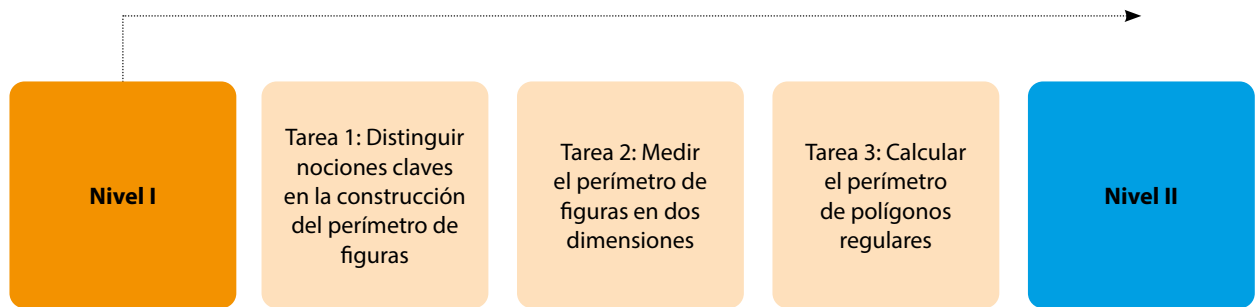 Nivel I
Tarea 1: Distinguir
nociones claves
en la construcción
del perímetro de
figuras
Tarea 2: Medir
el perímetro de
figuras en dos
dimensiones
Tarea 3: Calcular
el perímetro
de polígonos
regulares
Nivel II